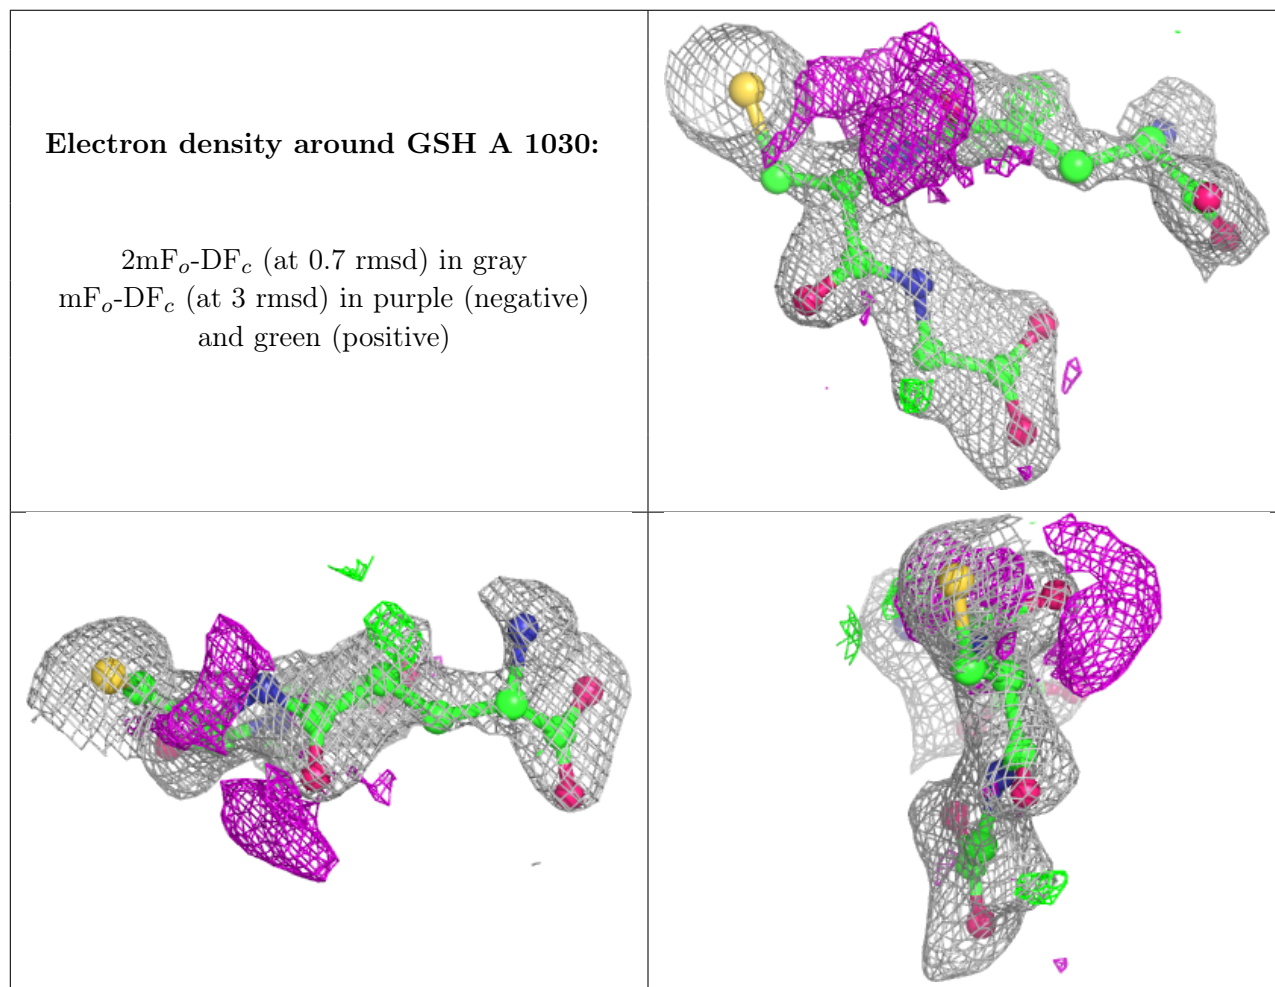 Electron density around GSH A 1030:
2mFo-DFc (at 0.7 rmsd) in gray
mFo-DFc (at 3 rmsd) in purple (negative)
and green (positive)